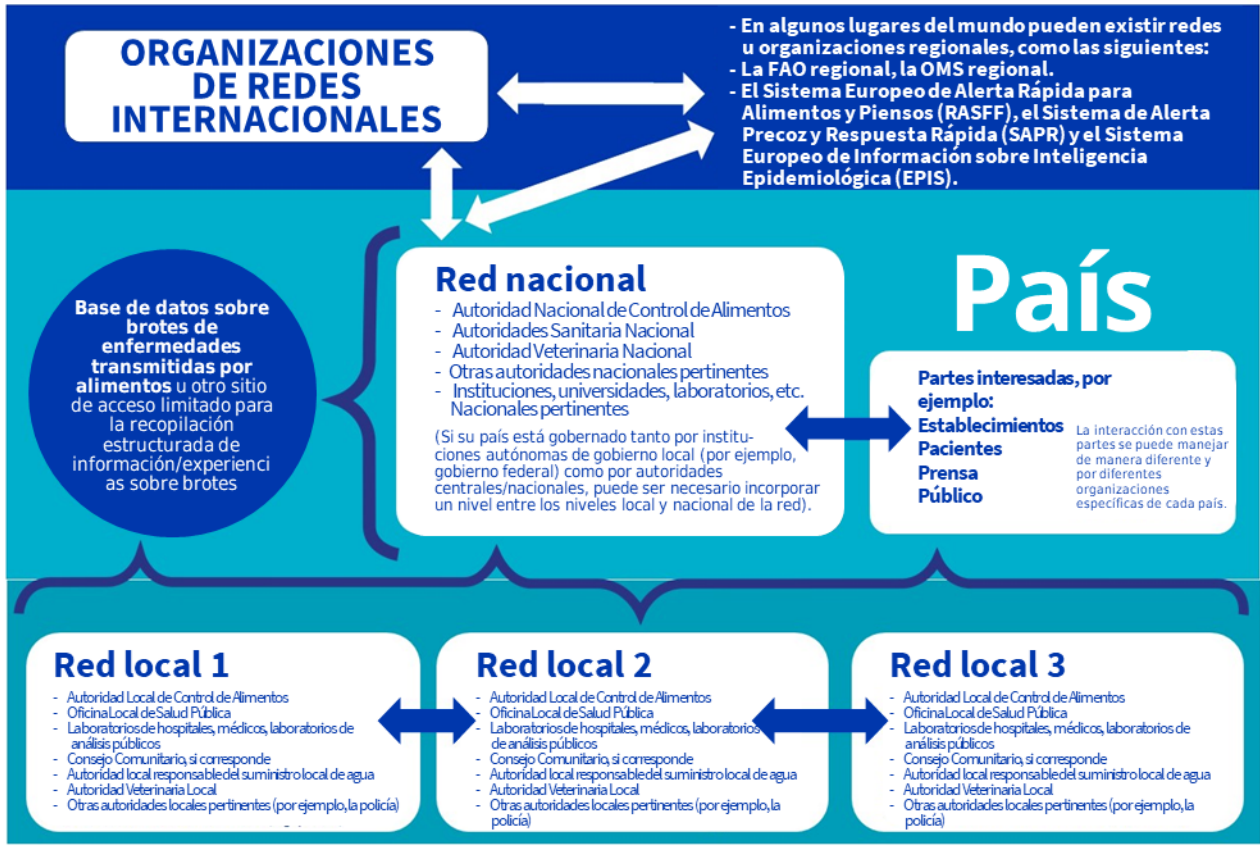 ORGANIZACIONES
DE REDES
INTERNACIONALES
- En algunos lugares del mundo pueden existir redes
u organizaciones regionales, como las siguientes:
- La FAO regional, la OMS regional.
- El Sistema Europeo de Alerta Rápida para
Alimentos y Piensos (RASFF), el Sistema de Alerta
Precoz y Respuesta Rápida (SAPR) y el Sistema
Europeo de Información sobre Inteligencia
Epidemiológica (EPIS).
Base de datos sobre
brotes de
enfermedades
transmitidas por
alimentos u otro sitio
de acceso limitado para
la recopilación
estructurada de
información/experienci
as sobre brotes
Red nacional
- Autoridad Nacional de Control de Alimentos
- Autoridades Sanitaria Nacional
- Autoridad Veterinaria Nacional
- Otras autoridades nacionales pertinentes
- Instituciones, universidades, laboratorios, etc.
Nacionales pertinentes
(Si su país está gobernado tanto por institu-
ciones autónomas de gobierno local (por ejemplo,
gobierno federal) como por autoridades
centrales/nacionales, puede ser necesario incorporar
un nivel entre los niveles local y nacional de la red).
País
Partes interesadas, por
ejemplo:
Establecimientos
Pacientes
Prensa
Público
La interacción con estas
partes se puede manejar
de manera diferente y
por diferentes
organizaciones
específicas de cada país.
Red local 1
- Autoridad Local de Control de Alimentos
- Oficina Local de Salud Pública
- Laboratorios de hospitales, médicos, laboratorios de
análisis públicos
- Consejo Comunitario, si corresponde
- Autoridad local responsable del suministro local de agua
- Autoridad Veterinaria Local
- Otras autoridades locales pertinentes (por ejemplo, la policía)
Red local 2
- Autoridad Local de Control de Alimentos
- Oficina Local de Salud Pública
- Laboratorios de hospitales, médicos, laboratorios
de análisis públicos
- Consejo Comunitario, si corresponde
- Autoridad local responsable del suministro local de agua
- Autoridad Veterinaria Local
- Otras autoridades locales pertinentes (por ejemplo, la
policía)
Red local 3
- Autoridad Local de Control de Alimentos
- Oficina Local de Salud Pública
- Laboratorios de hospitales, médicos, laboratorios de
análisis públicos
- Consejo Comunitario, si corresponde
- Autoridad local responsable del suministro local de agua
- Autoridad Veterinaria Local
- Otras autoridades locales pertinentes (por ejemplo, la
policía)